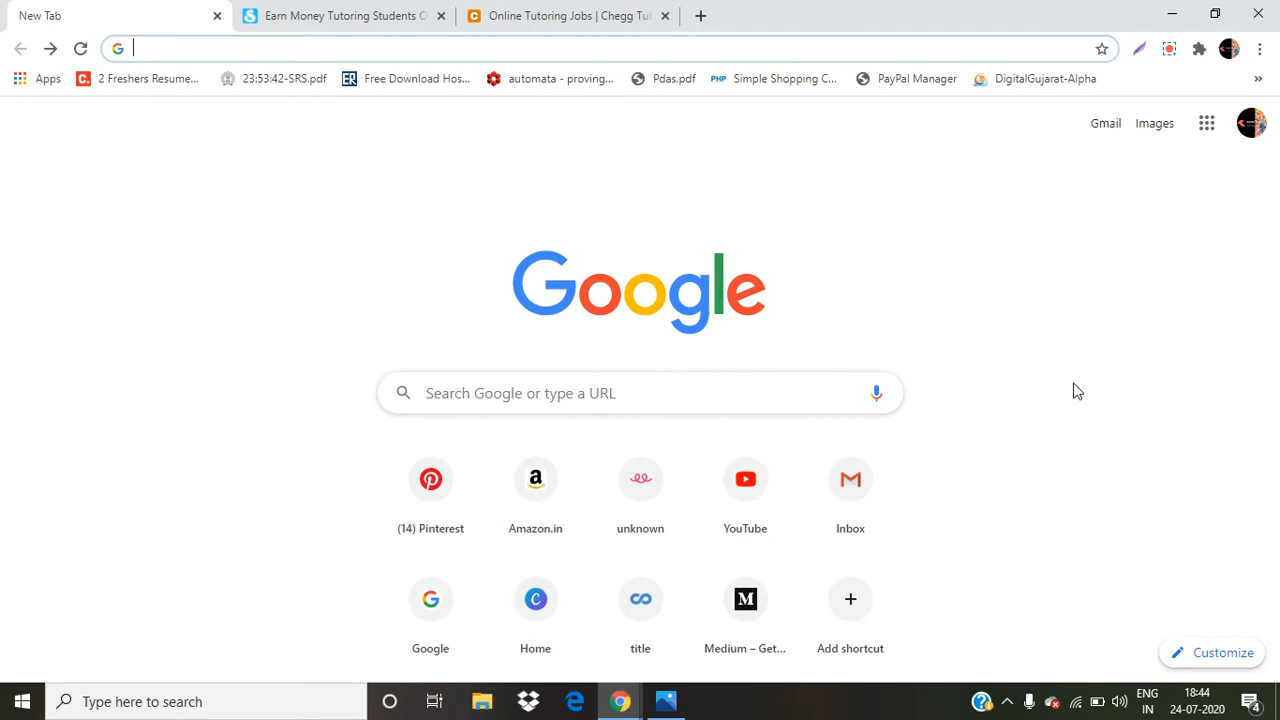 New Tab
Earn Money Tutoring Students O
Online Tutoring Jobs | Chegg Tut
Apps
2 Freshers Resume...
23:53:42-SRS.pdf
Free Download Hos...
automata - proving...
Pdas.pdf
PHP Simple Shopping C...
PayPal Manager
DigitalGujarat-Alpha
»
Gmail Images
Google
Search Google or type a URL
(14) Pinterest
Amazon.in
unknown
YouTube
Inbox
Google
Home
title
Medium – Get...
Add shortcut
Customize
Type here to search
ENG
IN
18:44
24-07-2020
4